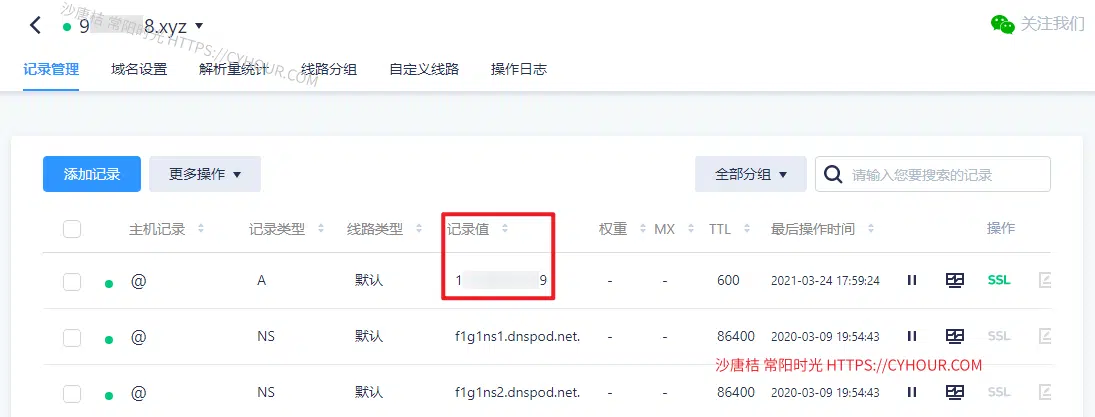 9 8.xyz
关注我们
沙唐桔 常阳时光 HTTPS://CYHOUR.COM
记录管理 域名设置 解析量统计 线路分组 自定义线路 操作日志
添加记录 更多操作 全部分组 请输入您要搜索的记录
主机记录 记录类型 线路类型 记录值 权重 MX TTL 最后操作时间 操作
@ A 默认 1 9 - - 600 2021-03-24 17:59:24 SSL
@ NS 默认 f1g1ns1.dnspod.net. - - 86400 2020-03-09 19:54:43 SSL
沙唐桔 常阳时光 HTTPS://CYHOUR.COM
@ NS 默认 f1g1ns2.dnspod.net. - - 86400 2020-03-09 19:54:43 SSL